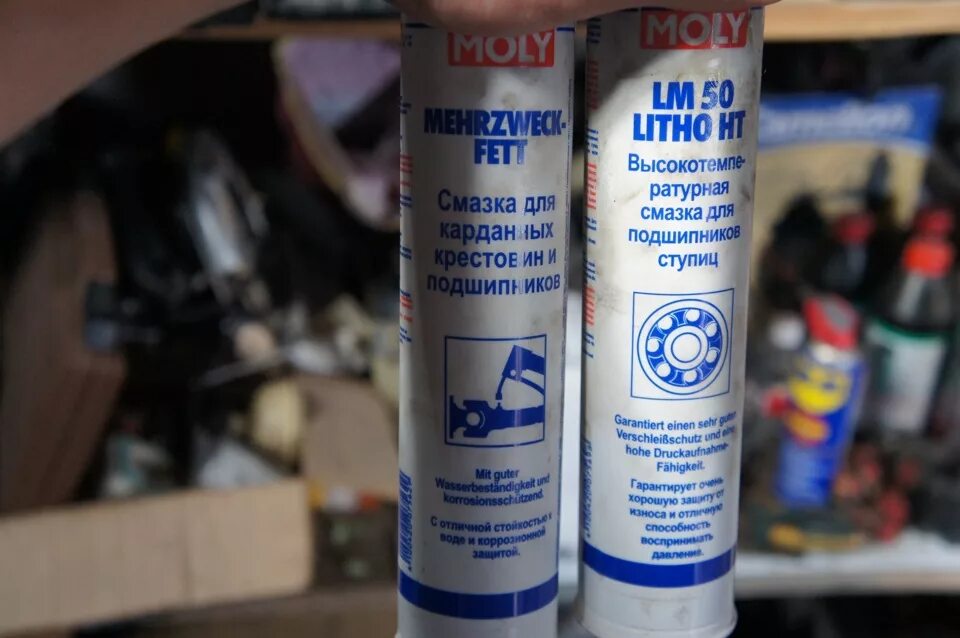 MOLY
MEHRZWECK-
FETT
Смазка для
карданных
крестовин и
подшипников
Mit guter
Wasserbeständigkeit und
korrosionsschützend.
С отличной стойкостью к
воде и коррозионной
защитой.
MOLY
LM 50
LITHO HT
Высокотемпе-
ратурная
смазка для
подшипников
ступиц
Garantiert einen sehr guten
Verschleißschutz und eine
hohe Druckaufnahme-
Fähigkeit.
Гарантирует очень
хорошую защиту от
износа и отличную
способность
воспринимать
давление.